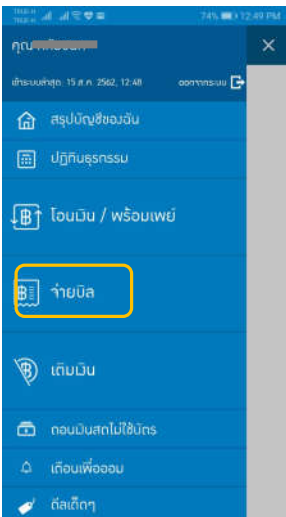 TRUE-H
TRUE-H 74% 12:49 PM
คุณ
เข้าระบบล่าสุด 15 ส.ค. 2562, 12:48 ออกจากระบบ
สรุปบัญชีของฉัน
ปฏิทินธุรกรรม
โอนเงิน / พร้อมเพย์
จ่ายบิล
เติมเงิน
ถอนเงินสดไม่ใช้บัตร
เตือนเพื่อออม
ดีลเด็ดๆ